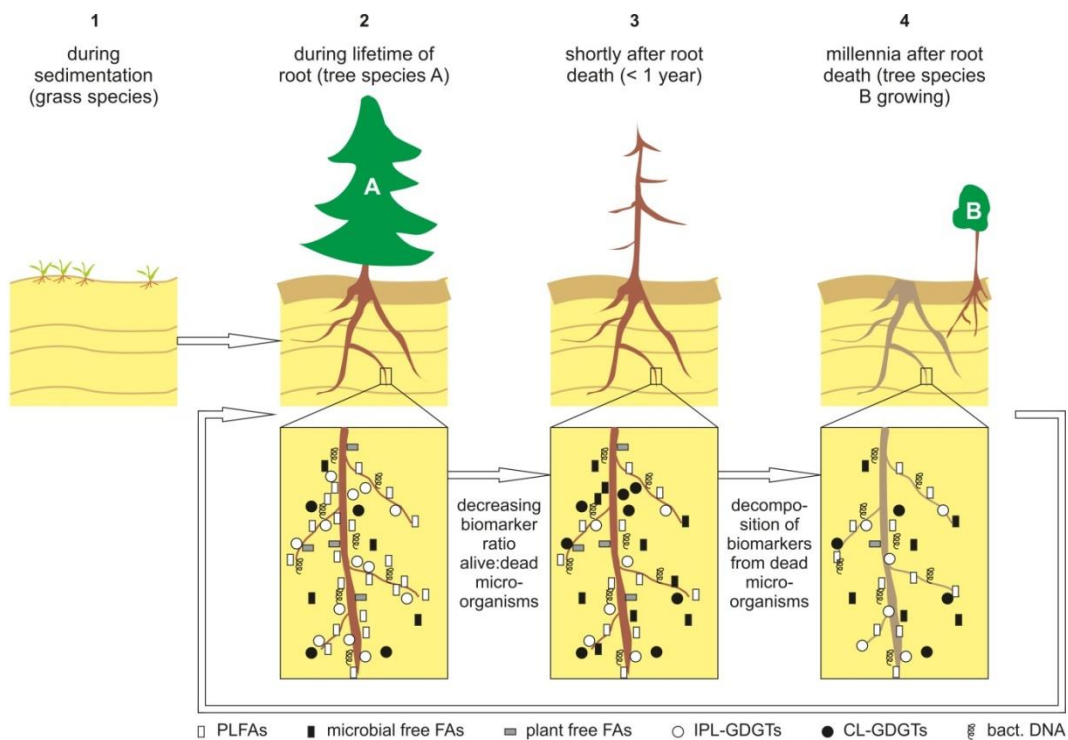 1
during
sedimentation
(grass species)
2
during lifetime of
root (tree species A)
3
shortly after root
death (< 1 year)
4
millennia after root
death (tree species
B growing)
A
B
decreasing
biomarker
ratio
alive:dead
micro-
organisms
decompo-
sition of
biomarkers
from dead
micro-
organisms
PLFAs
microbial free FAs
plant free FAs
IPL-GDGTs
CL-GDGTs
bact. DNA